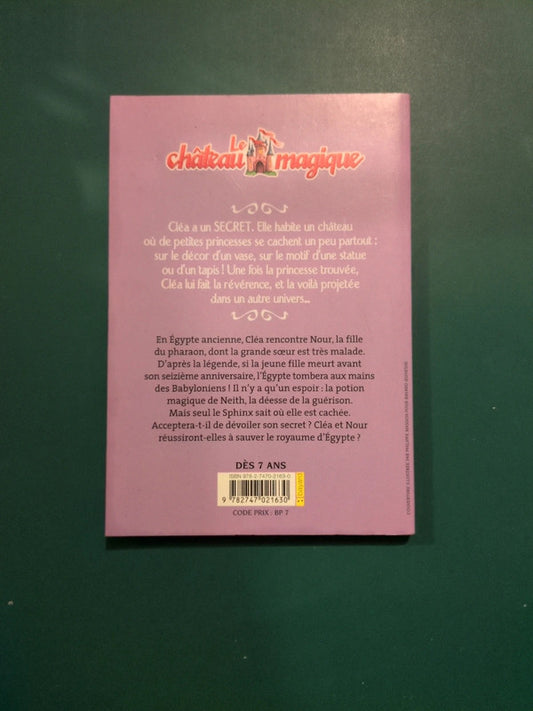 Le
château magique
Cléa a un SECRET. Elle habite un château
où de petites princesses se cachent un peu partout :
sur le décor d'un vase, sur le motif d'une statue
ou d'un tapis ! Une fois la princesse trouvée,
Cléa lui fait la révérence, et la voilà projetée
dans un autre univers...
En Égypte ancienne, Cléa rencontre Nour, la fille
du pharaon, dont la grande sœur est très malade.
D'après la légende, si la jeune fille meurt avant
son seizième anniversaire, l'Égypte tombera aux mains
des Babyloniens ! Il n'y a qu'un espoir : la potion
magique de Neith, la déesse de la guérison.
Mais seul le Sphinx sait où elle est cachée.
Acceptera-t-il de dévoiler son secret ? Cléa et Nour
réussiront-elles à sauver le royaume d'Égypte ?
DÈS 7 ANS
ISBN 978-2-7470-2163-0
bayard
9 782747 021630
CODE PRIX : BP 7